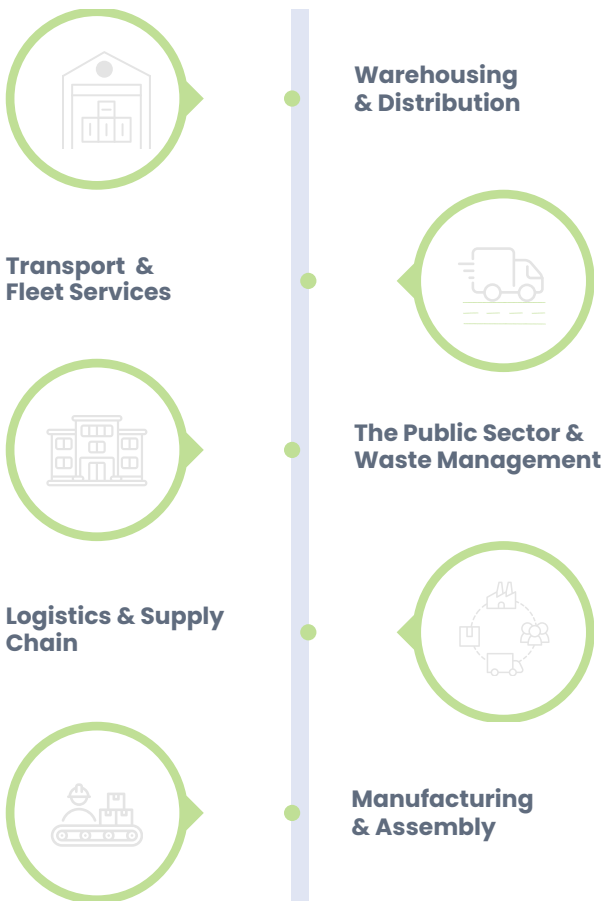 Warehousing
& Distribution
Transport &
Fleet Services
The Public Sector &
Waste Management
Logistics & Supply
Chain
Manufacturing
& Assembly